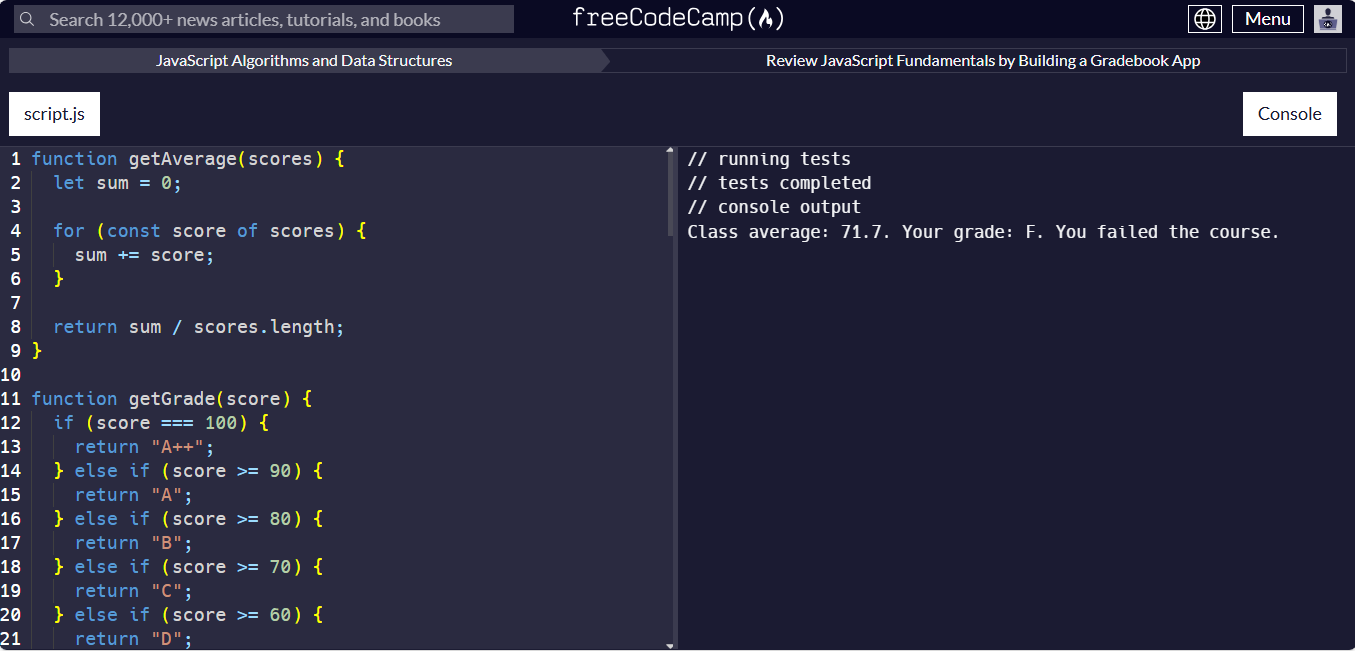 Search 12,000+ news articles, tutorials, and books
freeCodeCamp
Menu
JavaScript Algorithms and Data Structures
Review JavaScript Fundamentals by Building a Gradebook App
script.js
Console
1 function getAverage(scores) {
2   let sum = 0;
3
4   for (const score of scores) {
5     sum += score;
6   }
7
8   return sum / scores.length;
9 }
10
11 function getGrade(score) {
12   if (score === 100) {
13     return "A++";
14   } else if (score >= 90) {
15     return "A";
16   } else if (score >= 80) {
17     return "B";
18   } else if (score >= 70) {
19     return "C";
20   } else if (score >= 60) {
21     return "D";
// running tests
// tests completed
// console output
Class average: 71.7. Your grade: F. You failed the course.